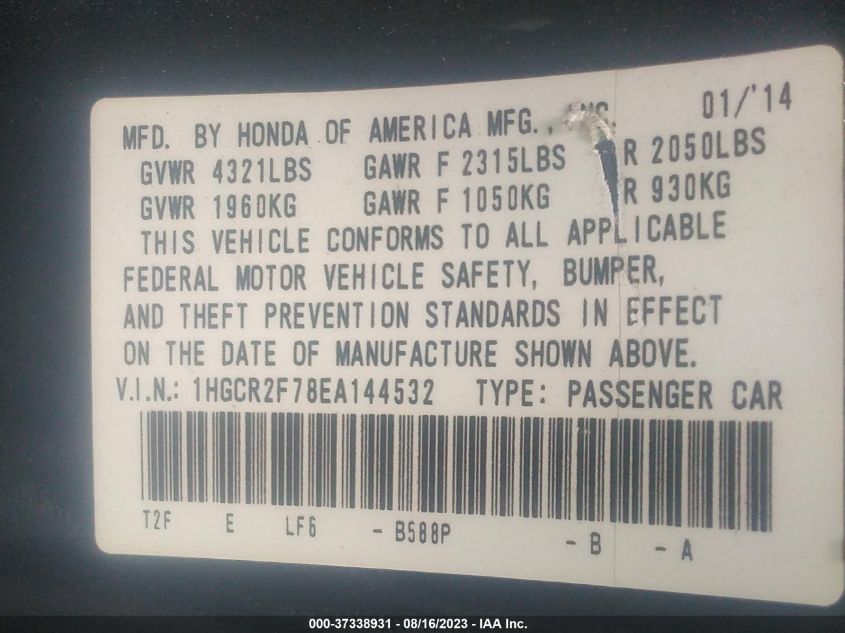 MFD. BY HONDA OF AMERICA MFG., INC. 01/'14
GVWR 4321LBS GAWR F 2315LBS R 2050LBS
GVWR 1960KG GAWR F 1050KG R 930KG
THIS VEHICLE CONFORMS TO ALL APPLICABLE
FEDERAL MOTOR VEHICLE SAFETY, BUMPER,
AND THEFT PREVENTION STANDARDS IN EFFECT
ON THE DATE OF MANUFACTURE SHOWN ABOVE.
V.I.N.: 1HGCR2F78EA144532 TYPE: PASSENGER CAR
T2F E LF6 - B588P - B - A
000-37338931 - 08/16/2023 - IAA Inc.